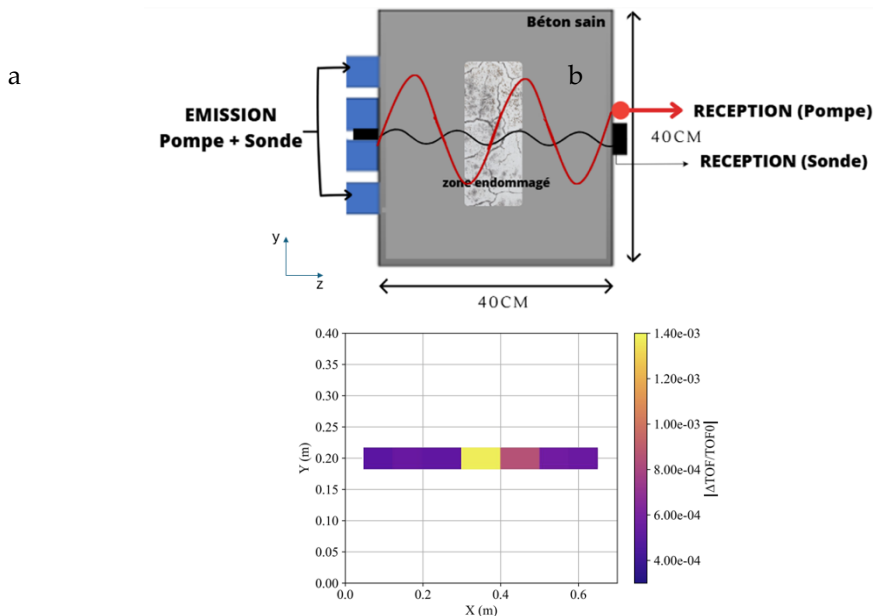 Béton sain
a
b
EMISSION
Pompe + Sonde
RECEPTION (Pompe)
40CM
RECEPTION (Sonde)
zone endommagé
y
z
40CM
0.40
0.35
0.30
0.25
0.20
0.15
0.10
0.05
0.00
Y (m)
0.0
0.2
0.4
0.6
X (m)
1.40e-03
1.20e-03
1.00e-03
8.00e-04
6.00e-04
4.00e-04
|ΔTOF/TOF0|